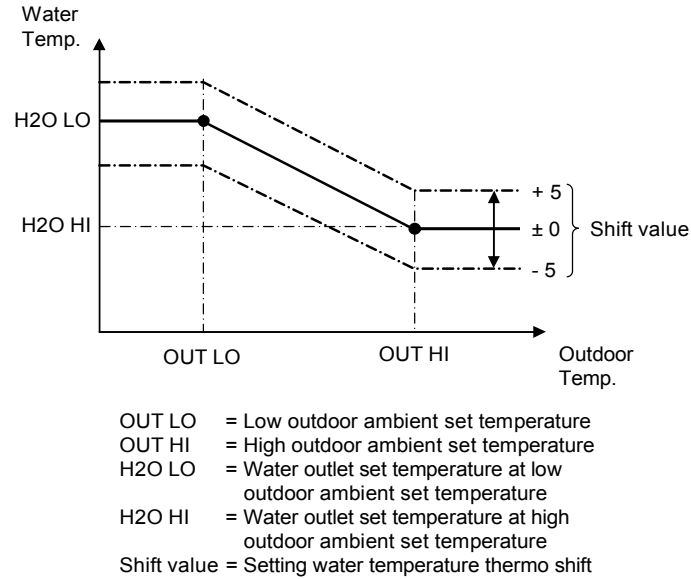 Water
Temp.
H2O LO
H2O HI
+ 5
± 0
- 5
Shift value
OUT LO
OUT HI
Outdoor
Temp.
OUT LO = Low outdoor ambient set temperature
OUT HI = High outdoor ambient set temperature
H2O LO = Water outlet set temperature at low
outdoor ambient set temperature
H2O HI = Water outlet set temperature at high
outdoor ambient set temperature
Shift value = Setting water temperature thermo shift